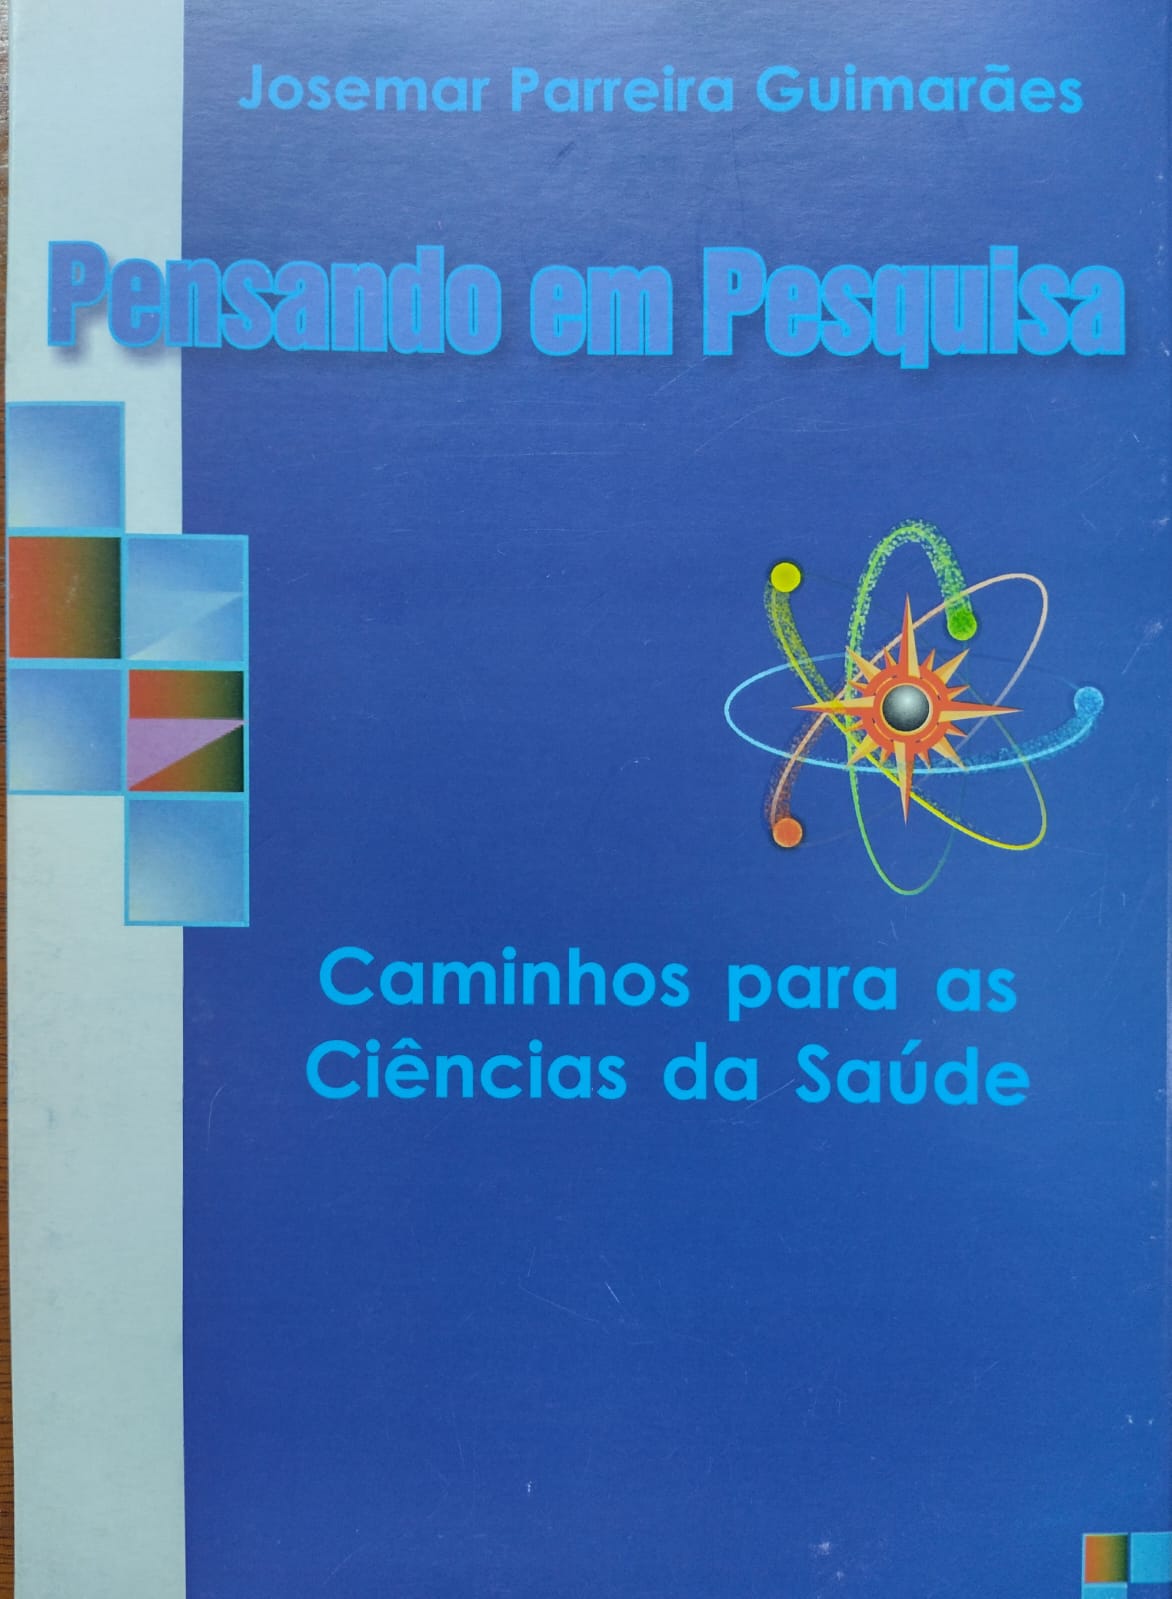 Josemar Parreira Guimarães
Pensando em Pesquisa
Caminhos para as
Ciências da Saúde